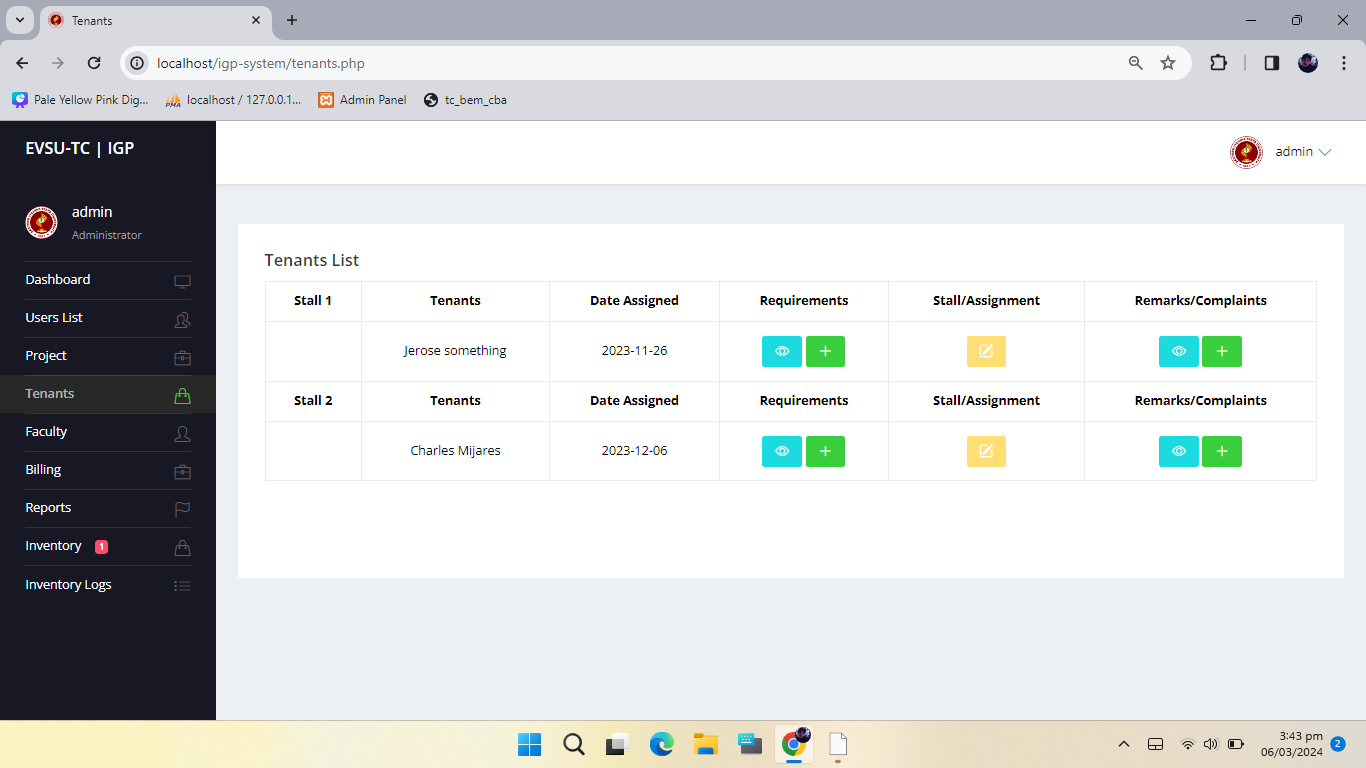 Tenants
localhost/igp-system/tenants.php
Pale Yellow Pink Dig...
localhost / 127.0.0.1...
Admin Panel
tc_bem_cba
EVSU-TC | IGP
admin
admin
Administrator
Dashboard
Users List
Project
Tenants
Faculty
Billing
Reports
Inventory 1
Inventory Logs
Tenants List
Stall 1 Tenants Date Assigned Requirements Stall/Assignment Remarks/Complaints
Jerose something 2023-11-26
Stall 2 Tenants Date Assigned Requirements Stall/Assignment Remarks/Complaints
Charles Mijares 2023-12-06
3:43 pm
06/03/2024
2